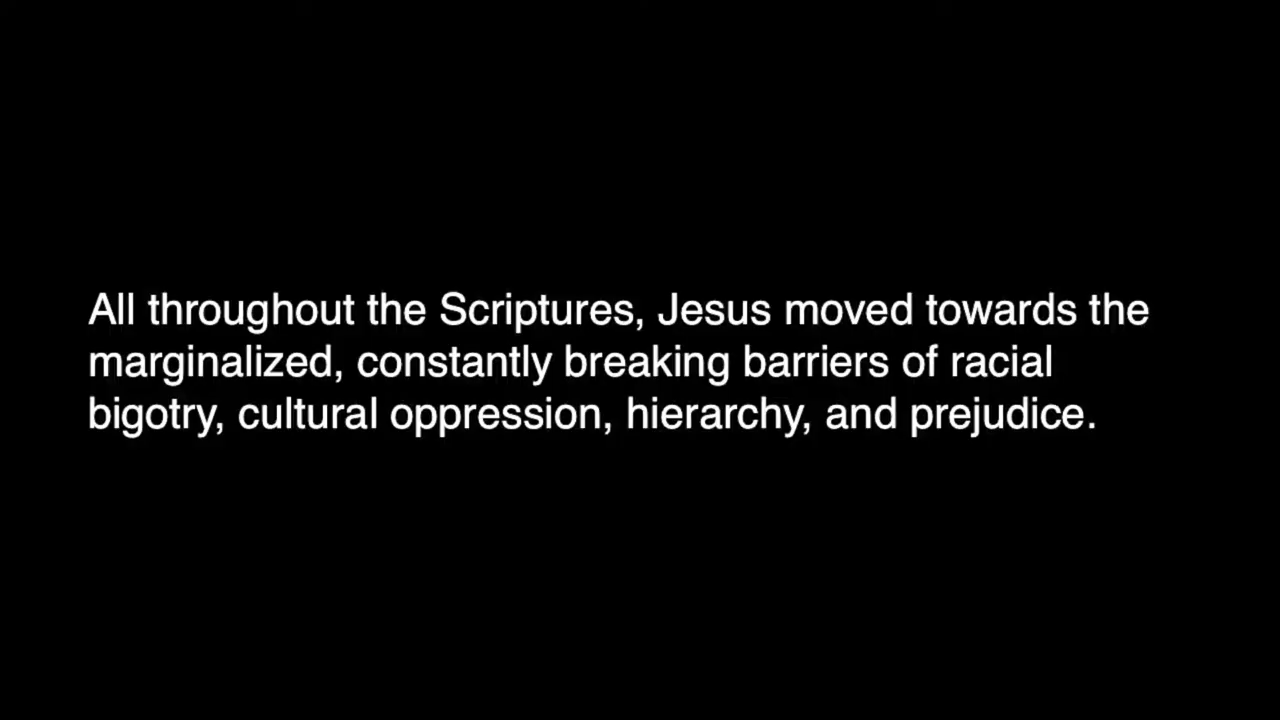 All throughout the Scriptures, Jesus moved towards the
marginalized, constantly breaking barriers of racial
bigotry, cultural oppression, hierarchy, and prejudice.